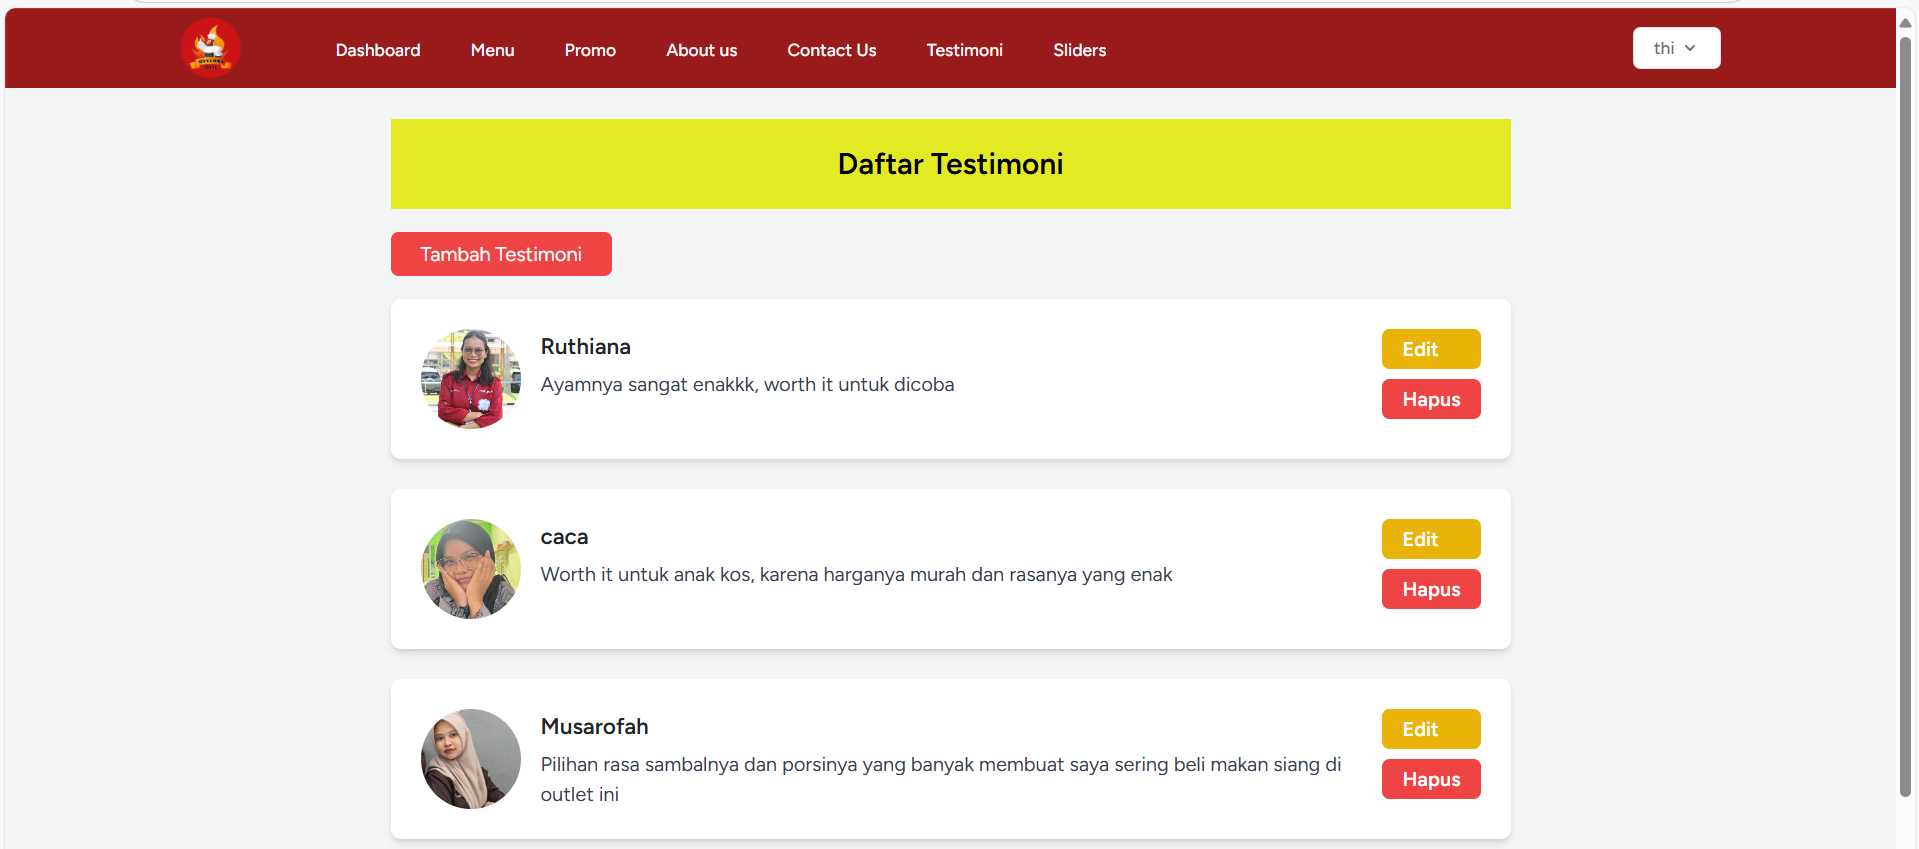 Dashboard Menu Promo About us Contact Us Testimoni Sliders thi
Daftar Testimoni
Tambah Testimoni
Ruthiana
Ayamnya sangat enakkk, worth it untuk dicoba
Edit
Hapus
caca
Worth it untuk anak kos, karena harganya murah dan rasanya yang enak
Edit
Hapus
Musarofah
Pilihan rasa sambalnya dan porsinya yang banyak membuat saya sering beli makan siang di
outlet ini
Edit
Hapus